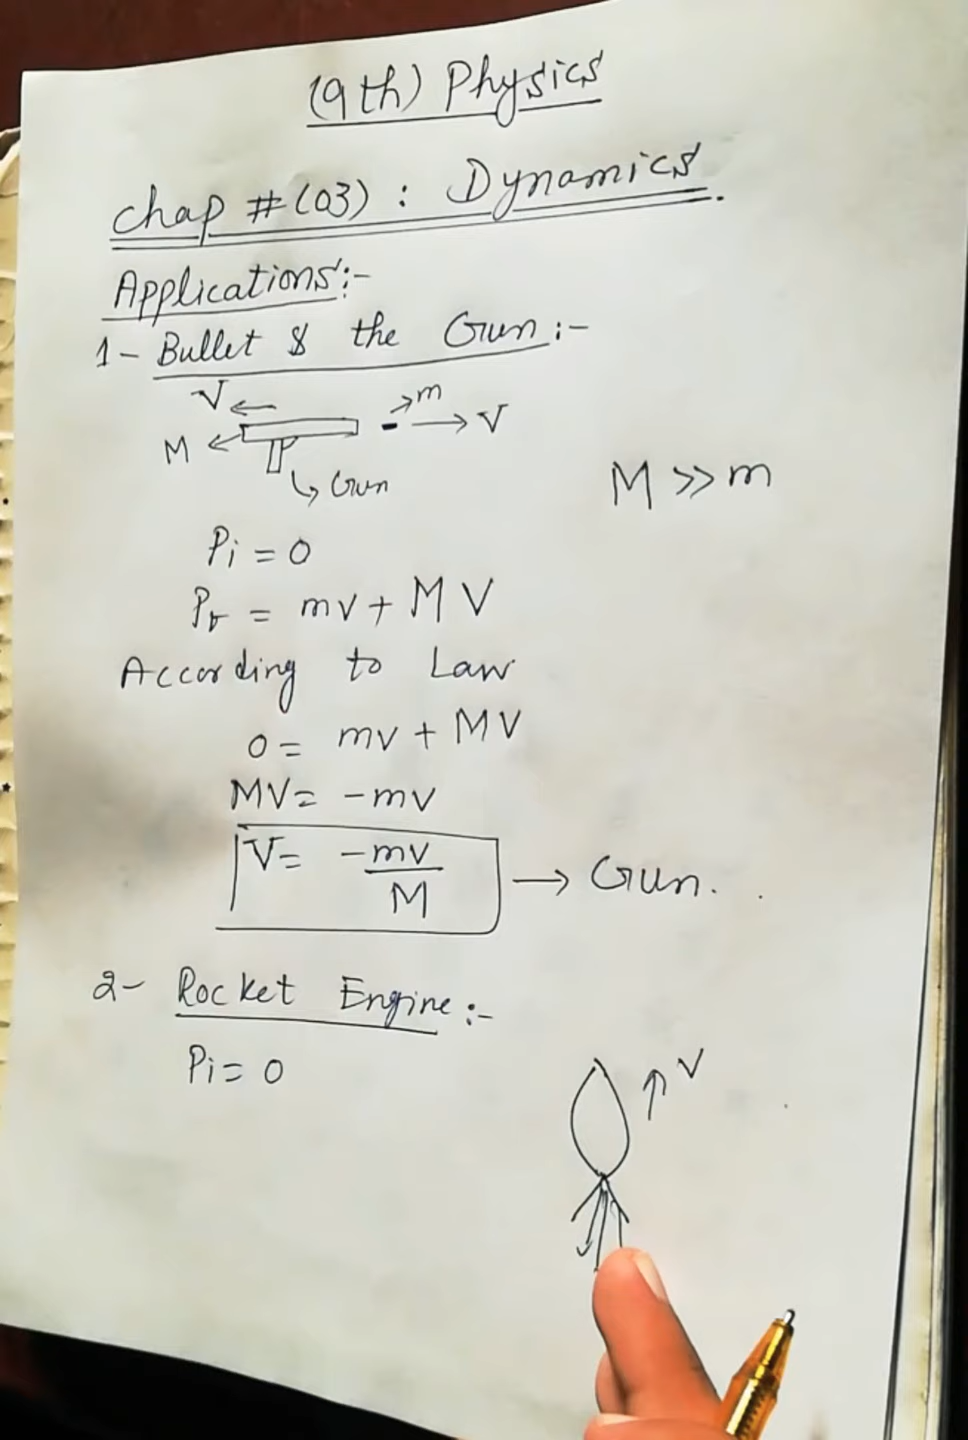 (9th) Physics
Chap #(03): Dynamics.
Applications:-
1- Bullet & the Gun:-
V m
M V
Gun
M >> m
Pi = 0
Pf = mv + MV
According to Law
0 = mv + MV
MV = -mv
V = -mv/M → Gun.
2- Rocket Engine:-
Pi = 0
V